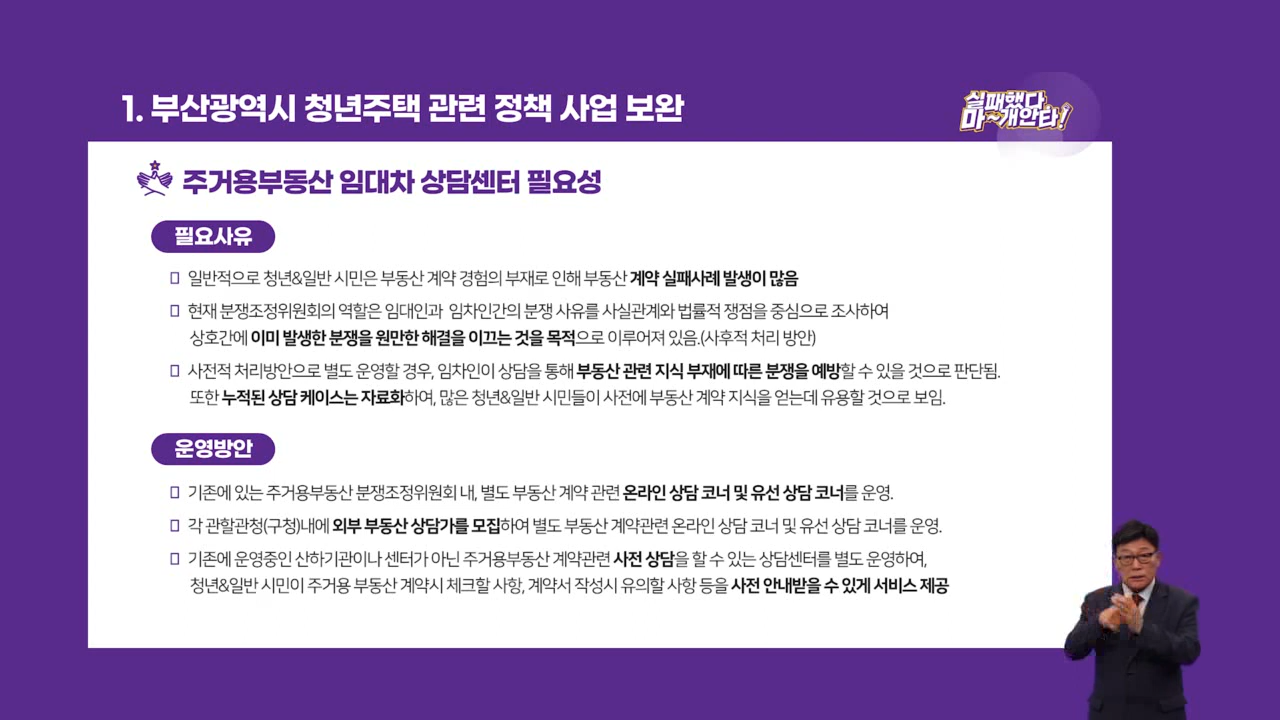 1. 부산광역시 청년주택 관련 정책 사업 보완
실패했다
마~개안타!
주거용부동산 임대차 상담센터 필요성
필요사유
일반적으로 청년&일반 시민은 부동산 계약 경험의 부재로 인해 부동산 계약 실패사례 발생이 많음
현재 분쟁조정위원회의 역할은 임대인과 임차인간의 분쟁 사유를 사실관계와 법률적 쟁점을 중심으로 조사하여
상호간에 이미 발생한 분쟁을 원만한 해결을 이끄는 것을 목적으로 이루어져 있음.(사후적 처리 방안)
사전적 처리방안으로 별도 운영할 경우, 임차인이 상담을 통해 부동산 관련 지식 부재에 따른 분쟁을 예방할 수 있을 것으로 판단됨.
또한 누적된 상담 케이스는 자료화하여, 많은 청년&일반 시민들이 사전에 부동산 계약 지식을 얻는데 유용할 것으로 보임.
운영방안
기존에 있는 주거용부동산 분쟁조정위원회 내, 별도 부동산 계약 관련 온라인 상담 코너 및 유선 상담 코너를 운영.
각 관할관청(구청)내에 외부 부동산 상담가를 모집하여 별도 부동산 계약관련 온라인 상담 코너 및 유선 상담 코너를 운영.
기존에 운영중인 산하기관이나 센터가 아닌 주거용부동산 계약관련 사전 상담을 할 수 있는 상담센터를 별도 운영하여,
청년&일반 시민이 주거용 부동산 계약시 체크할 사항, 계약서 작성시 유의할 사항 등을 사전 안내받을 수 있게 서비스 제공